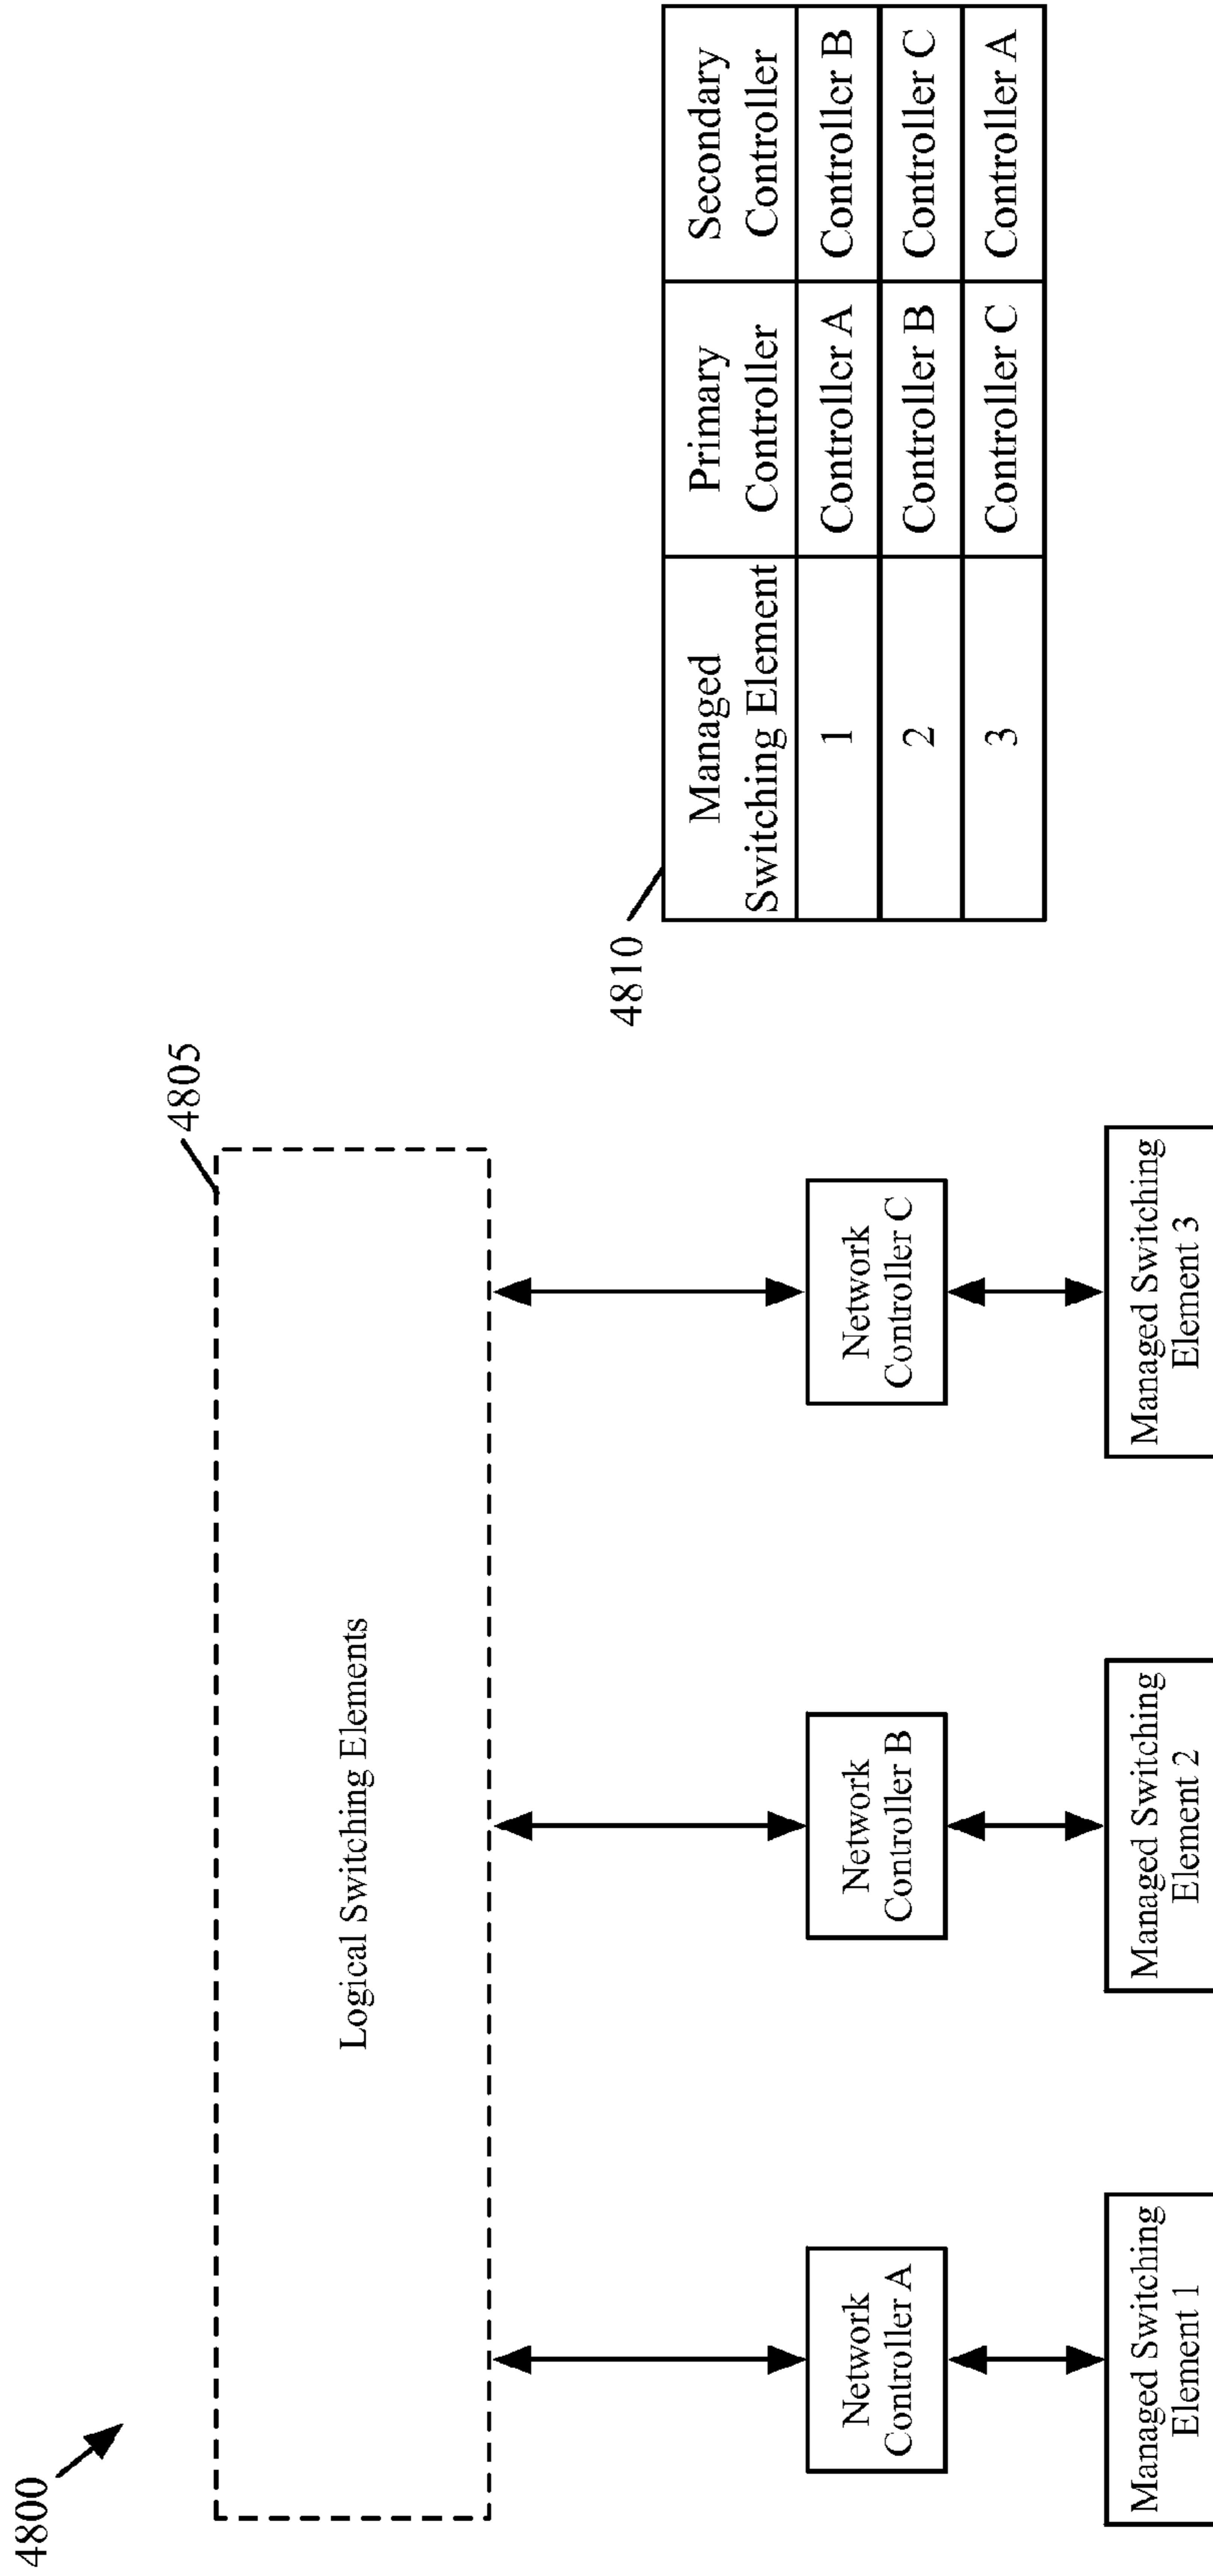 4800
4805
Logical Switching Elements
Network
Controller A
Network
Controller B
Network
Controller C
Managed Switching
Element 1
Managed Switching
Element 2
Managed Switching
Element 3
4810
Managed
Switching Element
Primary
Controller
Secondary
Controller
1
Controller A
Controller B
2
Controller B
Controller C
3
Controller C
Controller A